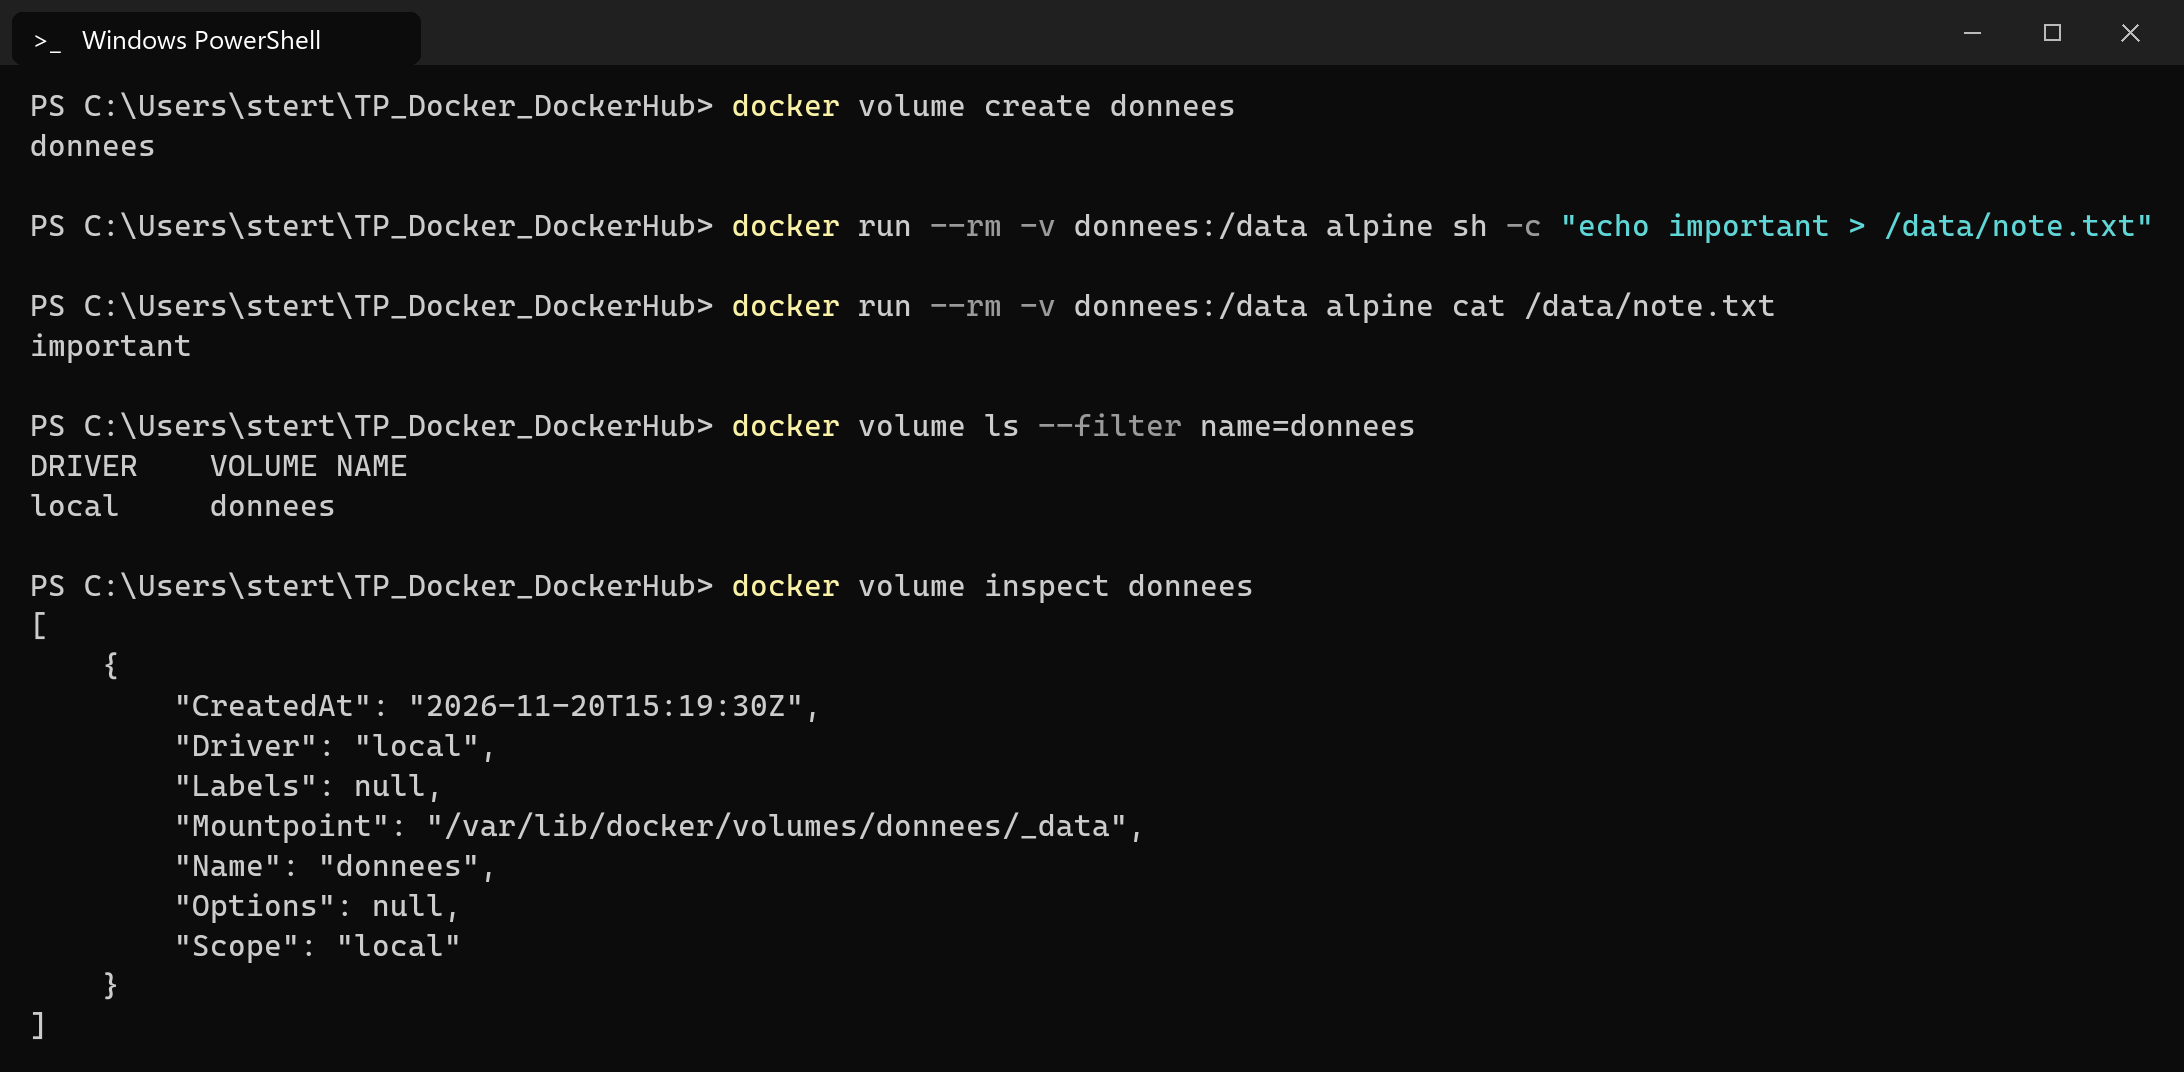 >_ Windows PowerShell
PS C:\Users\stert\TP_Docker_DockerHub> docker volume create donnees
donnees
PS C:\Users\stert\TP_Docker_DockerHub> docker run --rm -v donnees:/data alpine sh -c "echo important > /data/note.txt"
PS C:\Users\stert\TP_Docker_DockerHub> docker run --rm -v donnees:/data alpine cat /data/note.txt
important
PS C:\Users\stert\TP_Docker_DockerHub> docker volume ls --filter name=donnees
DRIVER    VOLUME NAME
local     donnees
PS C:\Users\stert\TP_Docker_DockerHub> docker volume inspect donnees
[
    {
        "CreatedAt": "2026-11-20T15:19:30Z",
        "Driver": "local",
        "Labels": null,
        "Mountpoint": "/var/lib/docker/volumes/donnees/_data",
        "Name": "donnees",
        "Options": null,
        "Scope": "local"
    }
]